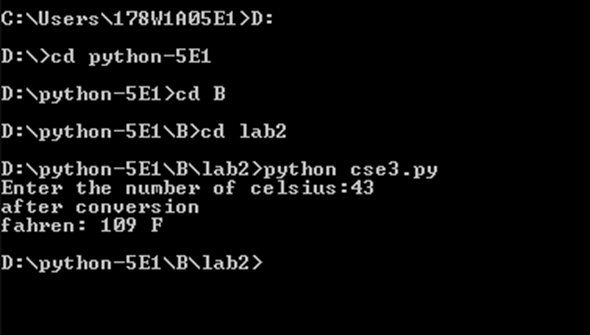 C:\Users\178W1A05E1>D:
D:\>cd python-5E1
D:\python-5E1>cd B
D:\python-5E1\B>cd lab2
D:\python-5E1\B\lab2>python cse3.py
Enter the number of celsius:43
after conversion
fahren: 109 F
D:\python-5E1\B\lab2>